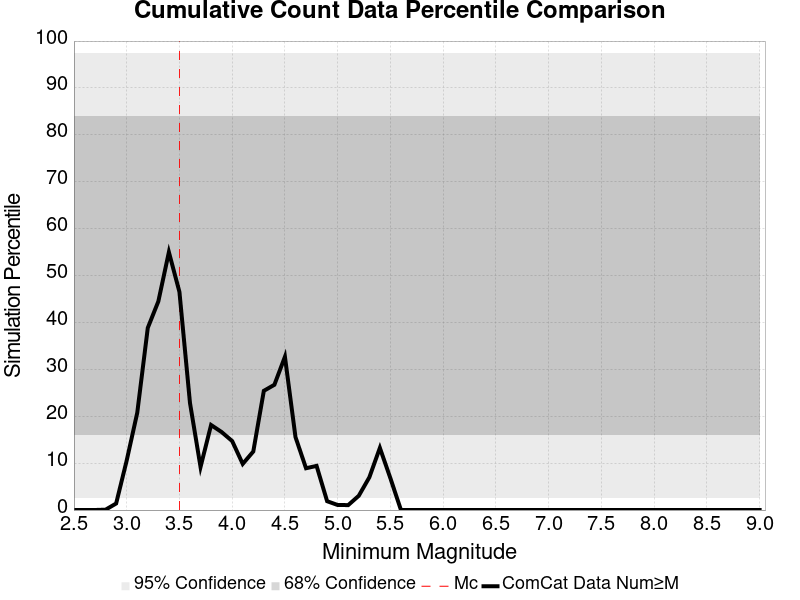 Cumulative Count Data Percentile Comparison
100
90
80
70
60
50
40
30
20
10
0
Simulation Percentile
2.5 3.0 3.5 4.0 4.5 5.0 5.5 6.0 6.5 7.0 7.5 8.0 8.5 9.0
Minimum Magnitude
95% Confidence 68% Confidence Mc ComCat Data Num≥M